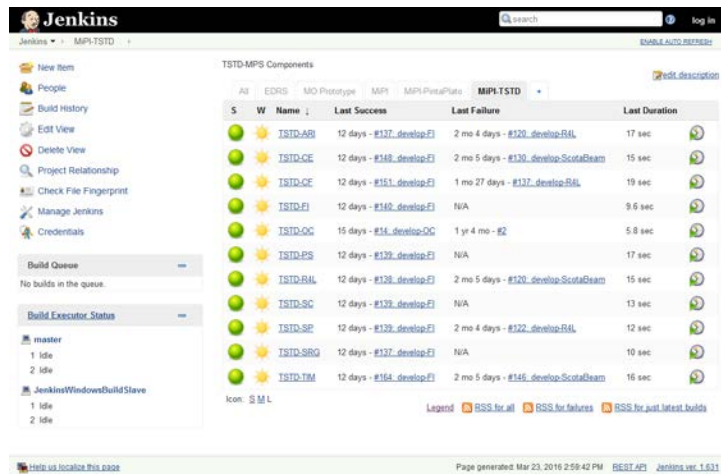 Jenkins
search
log in
Jenkins MiPI-TSTD
ENABLE AUTO REFRESH
New Item
People
Build History
Edit View
Delete View
Project Relationship
Check File Fingerprint
Manage Jenkins
Credentials
Build Queue
No builds in the queue.
Build Executor Status
master
1 Idle
2 Idle
JenkinsWindowsBuildSlave
1 Idle
2 Idle
TSTD-MPS Components
edit description
All EDRS MO Prototype MiPI MiPI-PintaPlato MiPI-TSTD +
S W Name ↓ Last Success Last Failure Last Duration
TSTD-ARI 12 days - #137: develop-FI 2 mo 4 days - #120: develop-R4L 17 sec
TSTD-CE 12 days - #148: develop-FI 2 mo 5 days - #130: develop-ScotaBeam 15 sec
TSTD-CF 12 days - #151: develop-FI 1 mo 27 days - #137: develop-R4L 19 sec
TSTD-FI 12 days - #140: develop-FI N/A 9.6 sec
TSTD-OC 15 days - #14: develop-OC 1 yr 4 mo - #2 5.8 sec
TSTD-PS 12 days - #139: develop-FI N/A 17 sec
TSTD-R4L 12 days - #138: develop-FI 2 mo 5 days - #120: develop-ScotaBeam 15 sec
TSTD-SC 12 days - #139: develop-FI N/A 13 sec
TSTD-SP 12 days - #139: develop-FI 2 mo 4 days - #122: develop-R4L 12 sec
TSTD-SRG 12 days - #137: develop-FI N/A 10 sec
TSTD-TIM 12 days - #164: develop-FI 2 mo 5 days - #146: develop-ScotaBeam 16 sec
Icon: S M L
Legend RSS for all RSS for failures RSS for just latest builds
Help us localize this page
Page generated: Mar 23, 2016 2:59:42 PM REST API Jenkins ver. 1.631